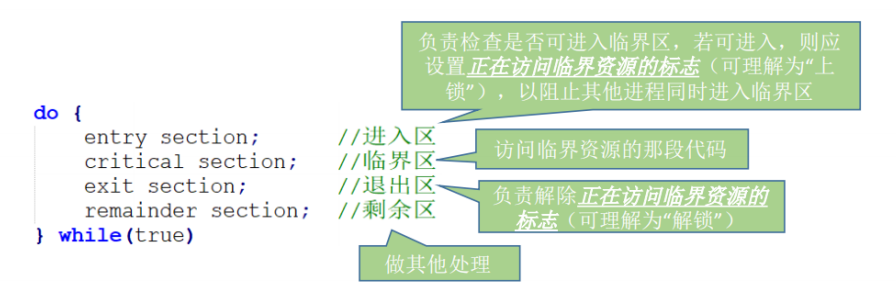 负责检查是否可进入临界区，若可进入，则应
设置正在访问临界资源的标志（可理解为“上
锁”），以阻止其他进程同时进入临界区
do {
entry section; //进入区
critical section; //临界区
exit section; //退出区
remainder section; //剩余区
} while(true)
访问临界资源的那段代码
负责解除正在访问临界资源的
标志（可理解为“解锁”）
做其他处理